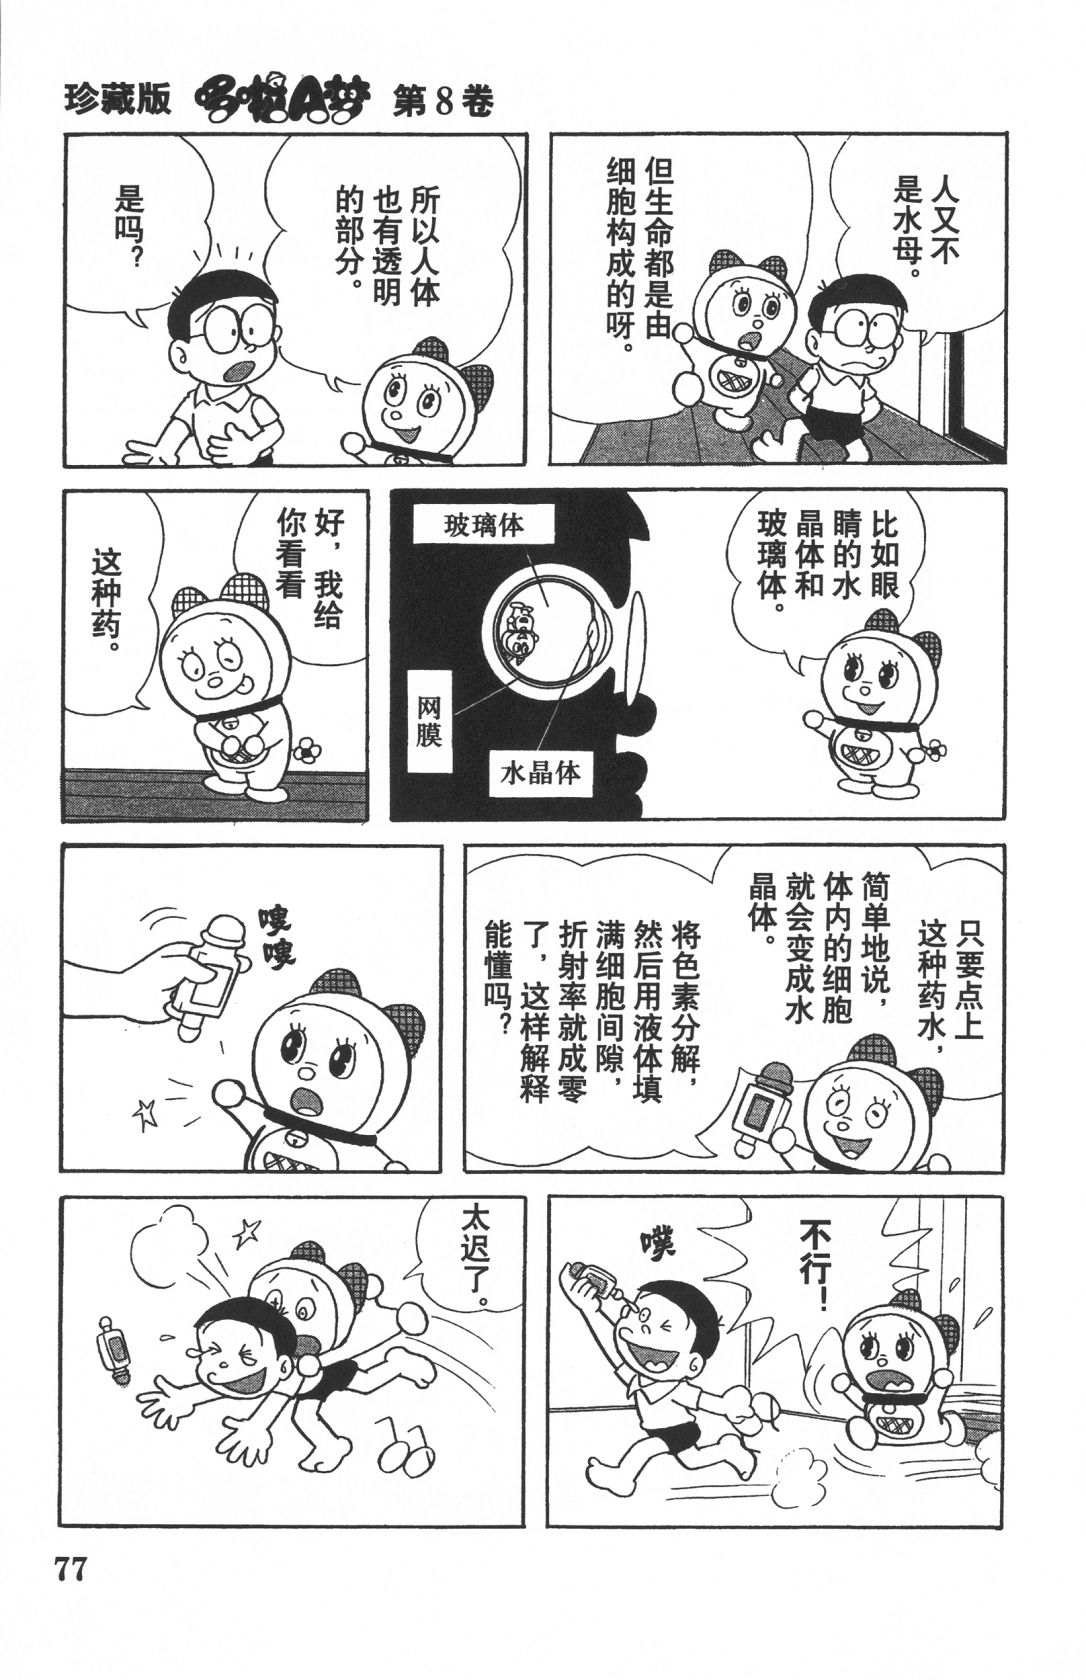 珍藏版 哆啦A梦 第8卷
人又不
是水母。
但生命都是由
细胞构成的呀。
所以人体
也有透明
的部分。
是吗?
比如眼
睛的水
晶体和
玻璃体。
玻璃体
网膜
水晶体
好,我给
你看看
这种药。
只要点上
这种药水,
简单地说,
体内的细胞
就会变成水
晶体。
将色素分解,
然后用液体填
满细胞间隙,
折射率就成零
了,这样解释
能懂吗?
嗖
嗖
不行!
噗
太迟了。
77